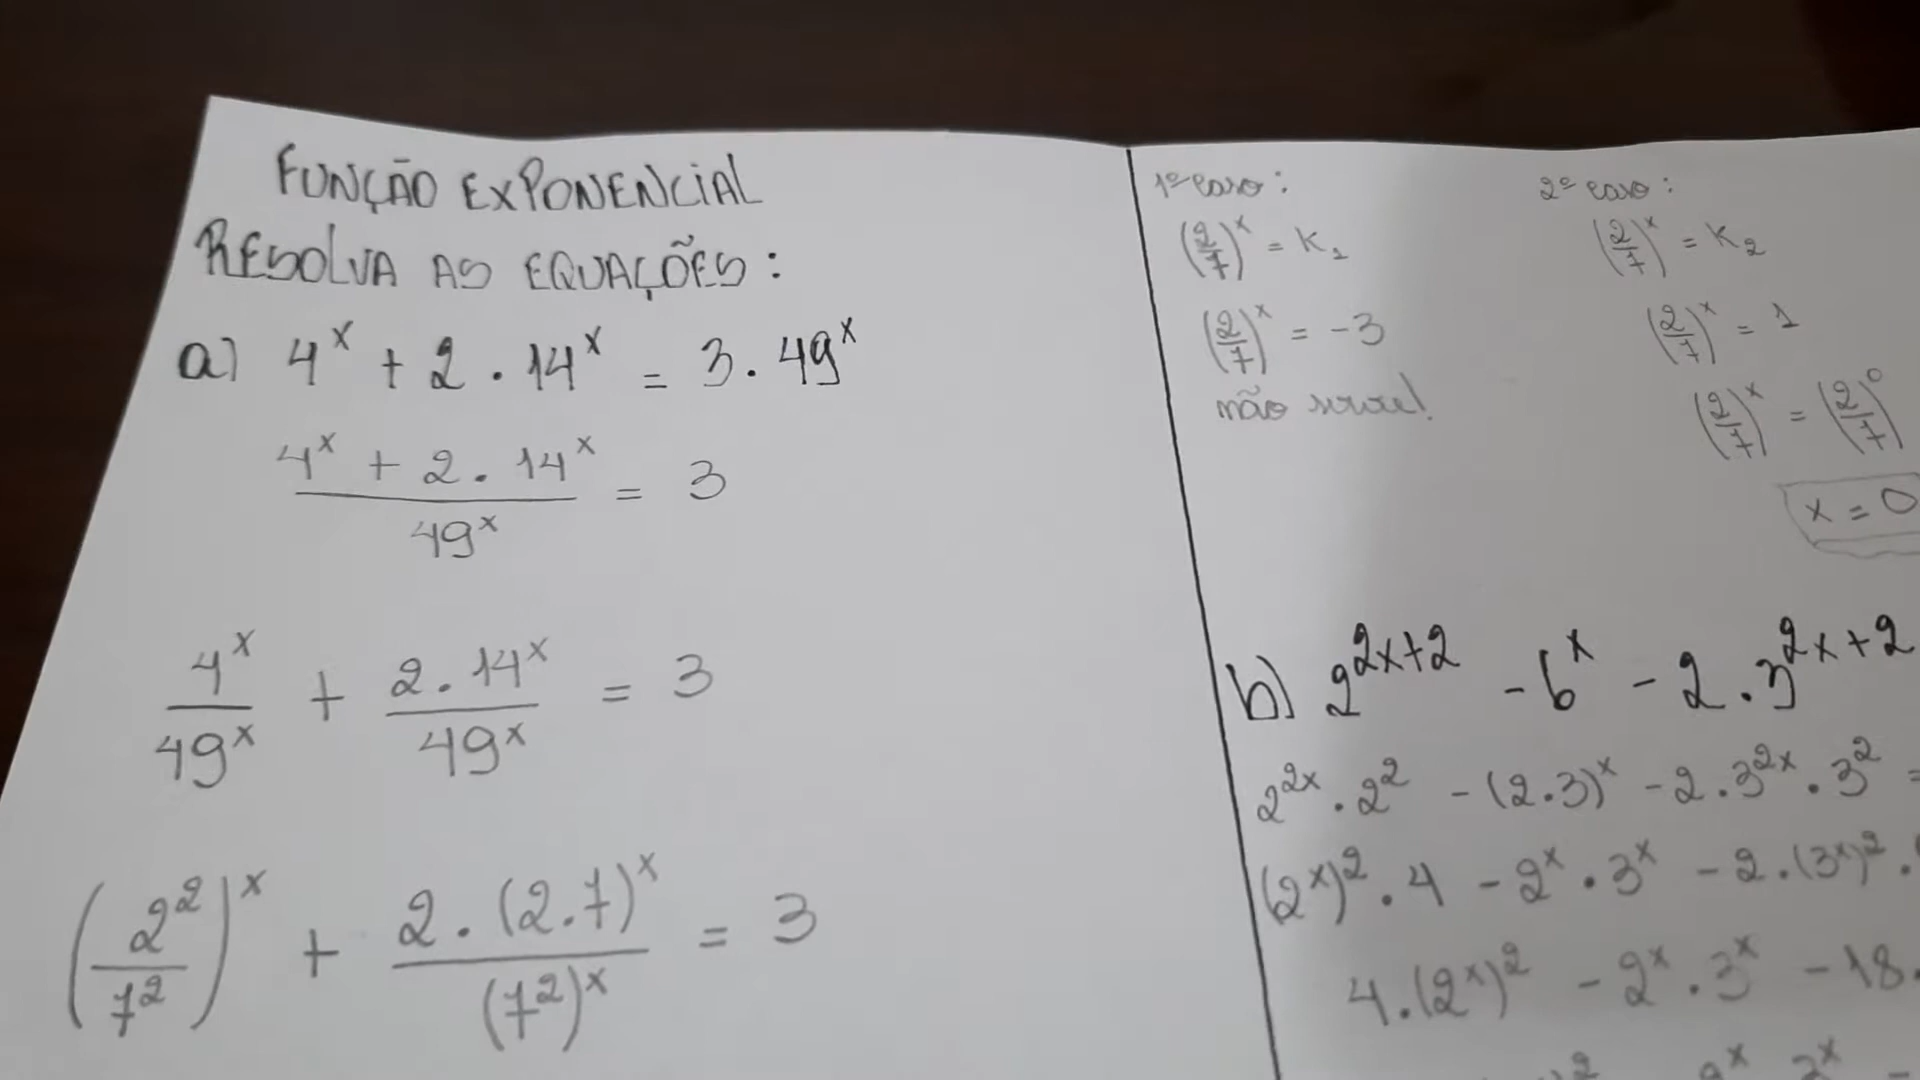 FUNÇÃO EXPONENCIAL
RESOLVA AS EQUAÇÕES:
a) 4^x + 2 . 14^x = 3 . 49^x
(4^x + 2 . 14^x) / 49^x = 3
4^x / 49^x + 2 . 14^x / 49^x = 3
(2^2 / 7^2)^x + 2 . (2.7)^x / (7^2)^x = 3
1º caso:
(2/7)^x = K_1
(2/7)^x = -3
não serve!
2º caso:
(2/7)^x = K_2
(2/7)^x = 1
(2/7)^x = (2/7)^0
x = 0
b) 2^{2x+2} - 6^x - 2 . 3^{2x+2}
2^{2x} . 2^2 - (2.3)^x - 2 . 3^{2x} . 3^2 =
(2^x)^2 . 4 - 2^x . 3^x - 2 . (3^x)^2 .
4 . (2^x)^2 - 2^x . 3^x - 18 .